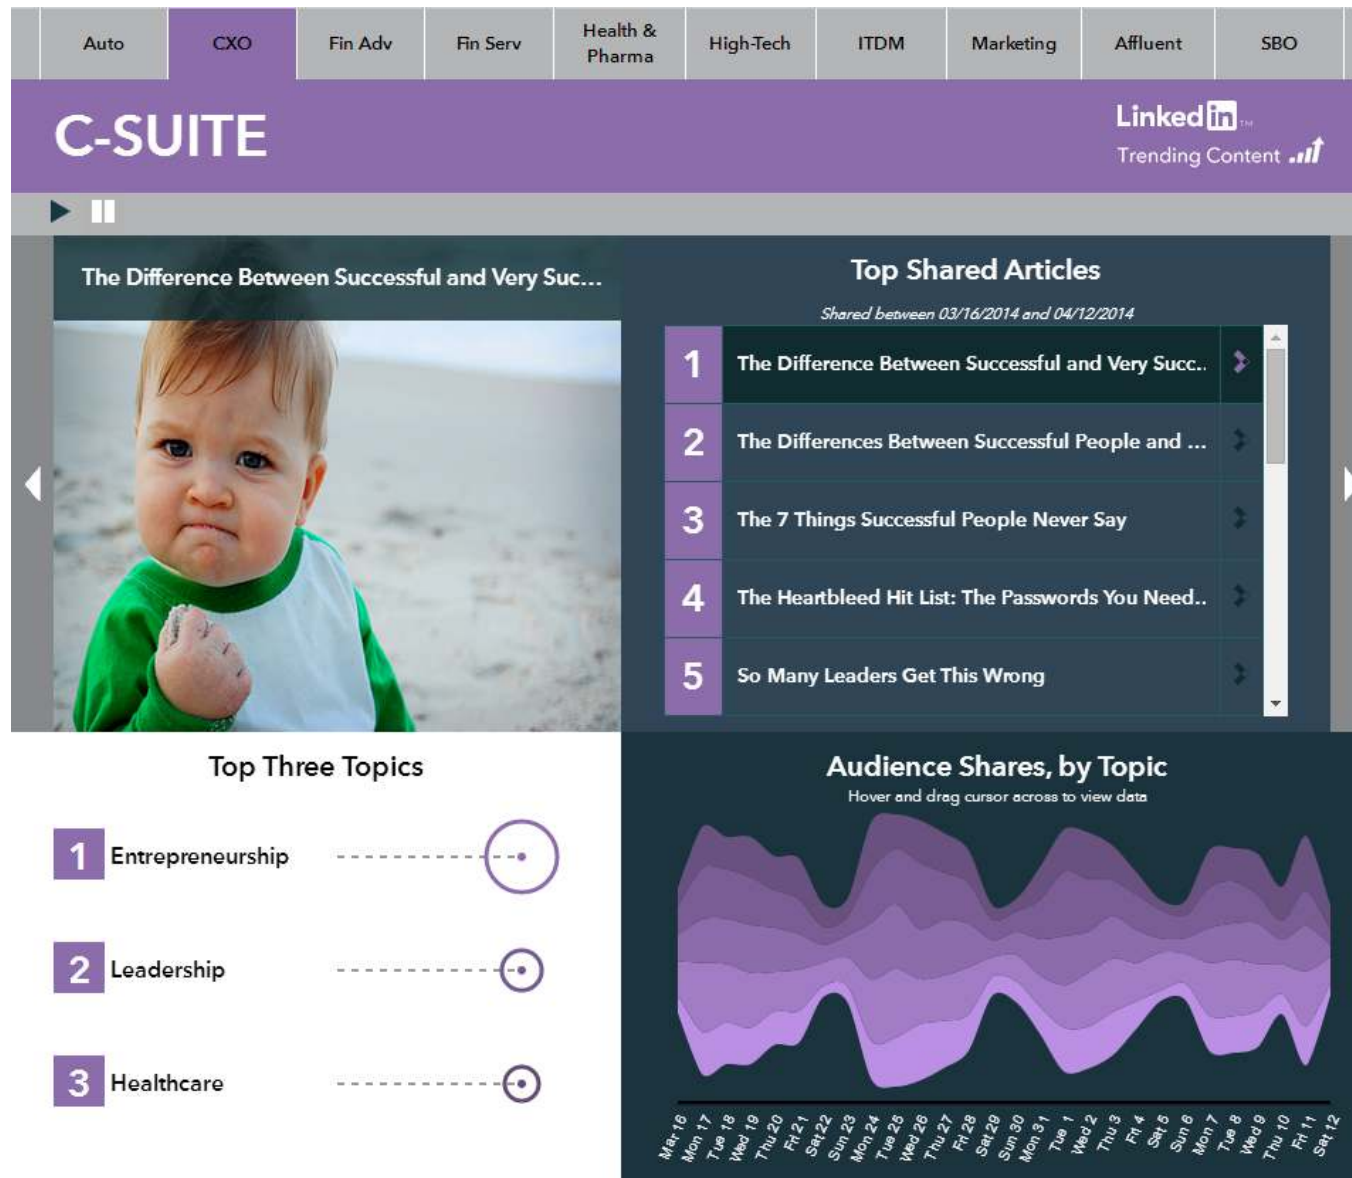 Auto
CXO
Fin Adv
Fin Serv
Health &
Pharma
High-Tech
ITDM
Marketing
Affluent
SBO
C-SUITE
Linked in TM
Trending Content
The Difference Between Successful and Very Suc...
Top Shared Articles
Shared between 03/16/2014 and 04/12/2014
1 The Difference Between Successful and Very Succ..
2 The Differences Between Successful People and ...
3 The 7 Things Successful People Never Say
4 The Heartbleed Hit List: The Passwords You Need..
5 So Many Leaders Get This Wrong
Top Three Topics
1 Entrepreneurship
2 Leadership
3 Healthcare
Audience Shares, by Topic
Hover and drag cursor across to view data
Mar 16
Mon 17
Tue 18
Wed 19
Thu 20
Fri 21
Sat 22
Sun 23
Mon 24
Tue 25
Wed 26
Thu 27
Fri 28
Sat 29
Sun 30
Mon 31
Tue 1
Wed 2
Thu 3
Fri 4
Sat 5
Sun 6
Mon 7
Tue 8
Wed 9
Thu 10
Fri 11
Sat 12